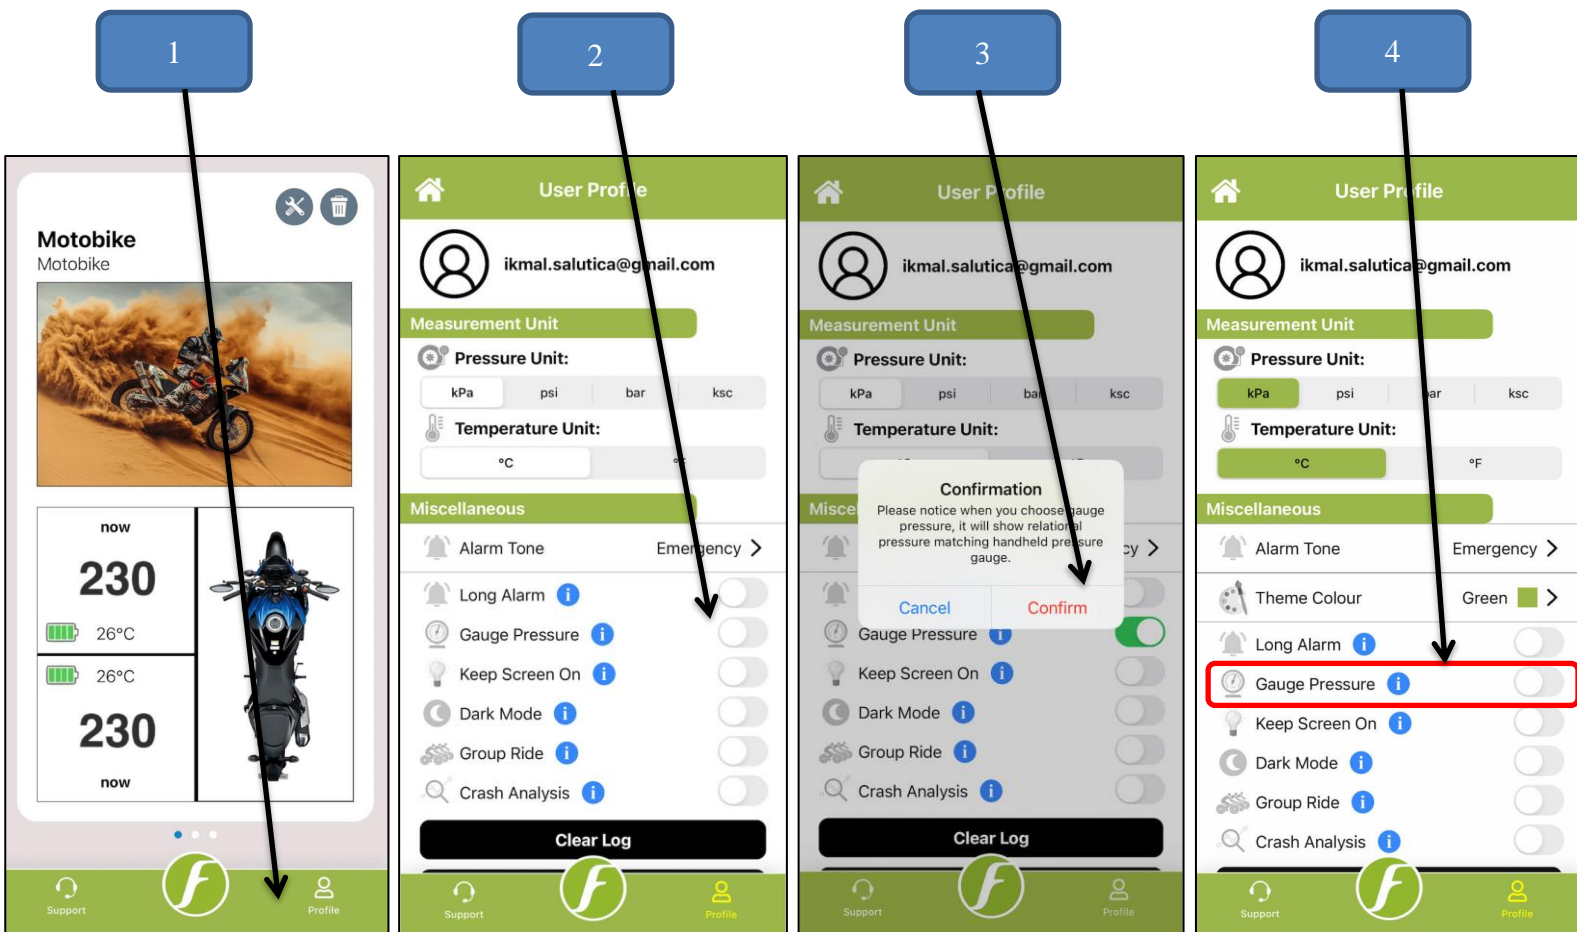 1
2
3
4
Motobike
Motobike
now
230
26°C
26°C
230
now
Support
Profile
User Profile
ikmal.salutica@gmail.com
Measurement Unit
Pressure Unit:
kPa psi bar ksc
Temperature Unit:
°C °F
Miscellaneous
Alarm Tone Emergency >
Long Alarm i
Gauge Pressure i
Keep Screen On i
Dark Mode i
Group Ride i
Crash Analysis i
Clear Log
Support
Profile
User Profile
ikmal.salutica@gmail.com
Measurement Unit
Pressure Unit:
kPa psi bar ksc
Temperature Unit:
Miscel
cy >
Confirmation
Please notice when you choose gauge
pressure, it will show relational
pressure matching handheld pressure
gauge.
Cancel Confirm
Gauge Pressure i
Keep Screen On i
Dark Mode i
Group Ride i
Crash Analysis i
Clear Log
Support
Profile
User Profile
ikmal.salutica@gmail.com
Measurement Unit
Pressure Unit:
kPa psi bar ksc
Temperature Unit:
°C °F
Miscellaneous
Alarm Tone Emergency >
Theme Colour Green >
Long Alarm i
Gauge Pressure i
Keep Screen On i
Dark Mode i
Group Ride i
Crash Analysis i
Support
Profile